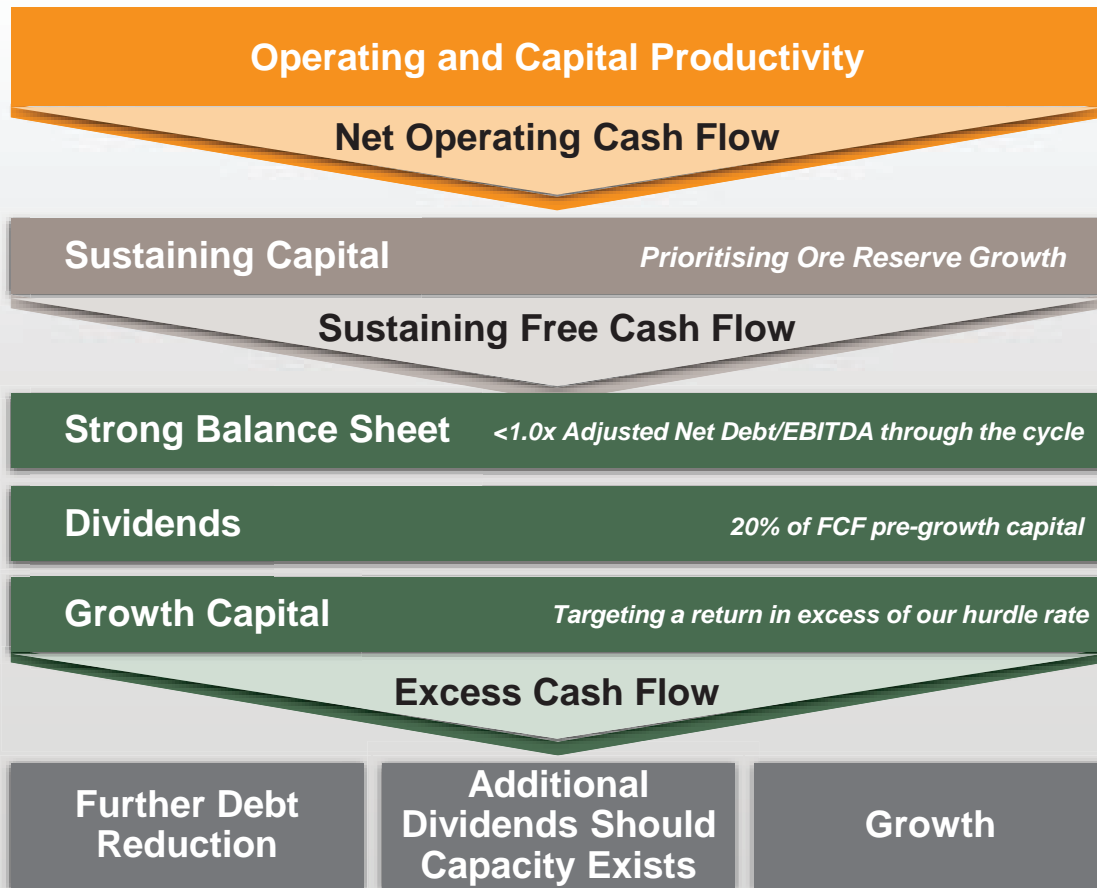 Operating and Capital Productivity
Net Operating Cash Flow
Sustaining Capital
Prioritising Ore Reserve Growth
Sustaining Free Cash Flow
Strong Balance Sheet
<1.0x Adjusted Net Debt/EBITDA through the cycle
Dividends
20% of FCF pre-growth capital
Growth Capital
Targeting a return in excess of our hurdle rate
Excess Cash Flow
Further Debt
Reduction
Additional
Dividends Should
Capacity Exists
Growth